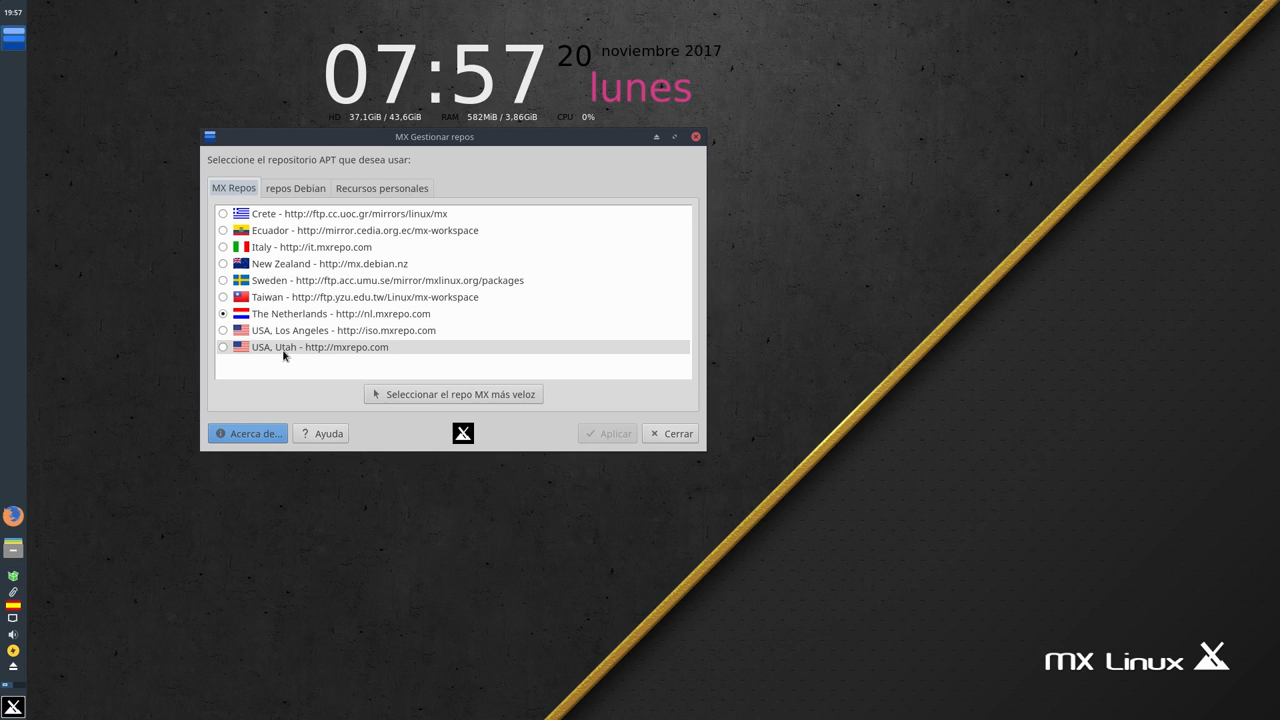 19:57
07:57
20 noviembre 2017
lunes
HD 37,1GiB / 43,6GiB RAM 582MiB / 3,86GiB CPU 0%
MX Gestionar repos
Seleccione el repositorio APT que desea usar:
MX Repos repos Debian Recursos personales
Crete - http://ftp.cc.uoc.gr/mirrors/linux/mx
Ecuador - http://mirror.cedia.org.ec/mx-workspace
Italy - http://it.mxrepo.com
New Zealand - http://mx.debian.nz
Sweden - http://ftp.acc.umu.se/mirror/mxlinux.org/packages
Taiwan - http://ftp.yzu.edu.tw/Linux/mx-workspace
The Netherlands - http://nl.mxrepo.com
USA, Los Angeles - http://iso.mxrepo.com
USA, Utah - http://mxrepo.com
Seleccionar el repo MX más veloz
Acerca de... ? Ayuda Aplicar Cerrar
mx Linux